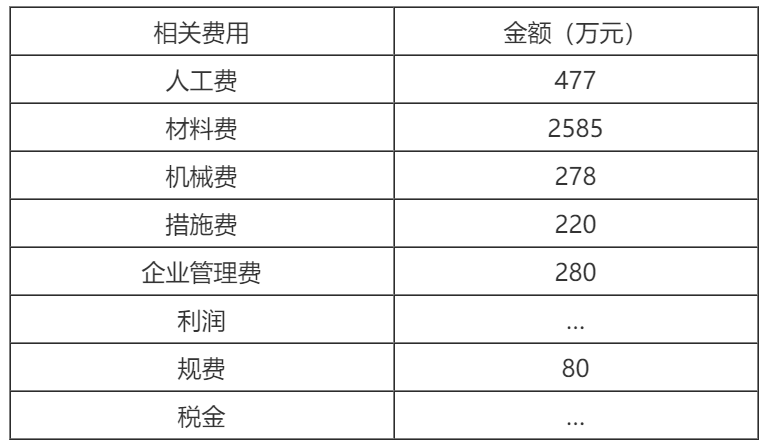 相关费用 金额（万元）
人工费 477
材料费 2585
机械费 278
措施费 220
企业管理费 280
利润 ...
规费 80
税金 ...